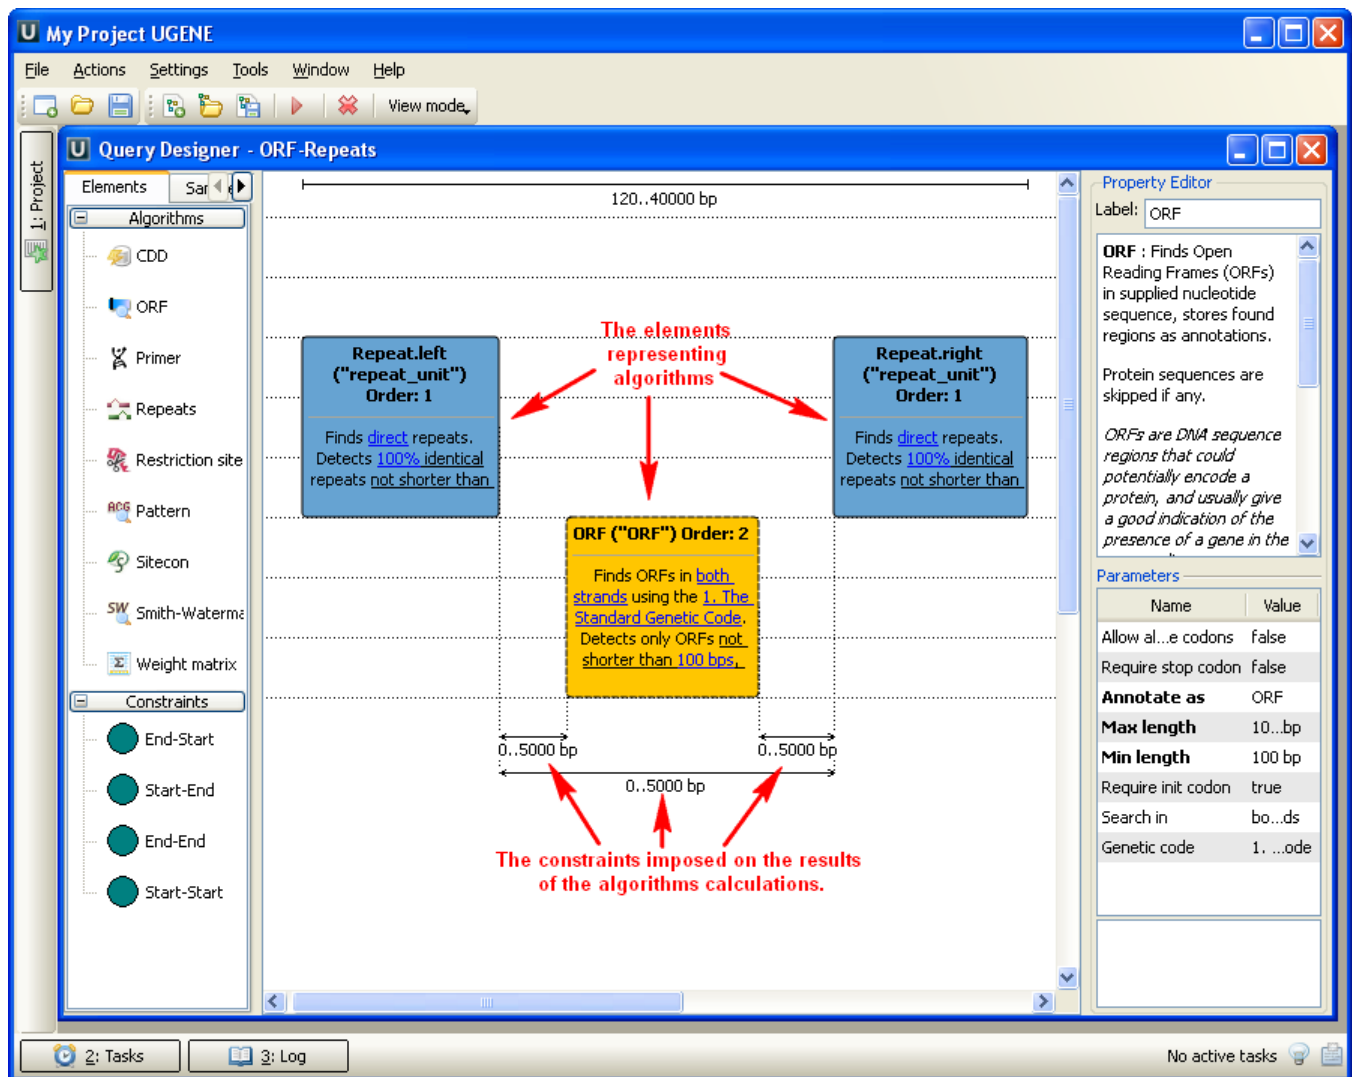 My Project UGENE
File Actions Settings Tools Window Help
View mode
1: Project
Query Designer - ORF-Repeats
Elements
Algorithms
CDD
ORF
Primer
Repeats
Restriction site
Pattern
Sitecon
Smith-Waterma
Weight matrix
Constraints
End-Start
Start-End
End-End
Start-Start
120..40000 bp
The elements
representing
algorithms
Repeat.left
("repeat_unit")
Order: 1
Finds direct repeats.
Detects 100% identical
repeats not shorter than
Repeat.right
("repeat_unit")
Order: 1
Finds direct repeats.
Detects 100% identical
repeats not shorter than
ORF ("ORF") Order: 2
Finds ORFs in both
strands using the 1. The
Standard Genetic Code.
Detects only ORFs not
shorter than 100 bps,
0..5000 bp
0..5000 bp
0..5000 bp
The constraints imposed on the results
of the algorithms calculations.
Property Editor
Label: ORF
ORF : Finds Open
Reading Frames (ORFs)
in supplied nucleotide
sequence, stores found
regions as annotations.
Protein sequences are
skipped if any.
ORFs are DNA sequence
regions that could
potentially encode a
protein, and usually give
a good indication of the
presence of a gene in the
Parameters
Name Value
Allow al...e codons false
Require stop codon false
Annotate as ORF
Max length 10...bp
Min length 100 bp
Require init codon true
Search in bo...ds
Genetic code 1. ...ode
2: Tasks
3: Log
No active tasks